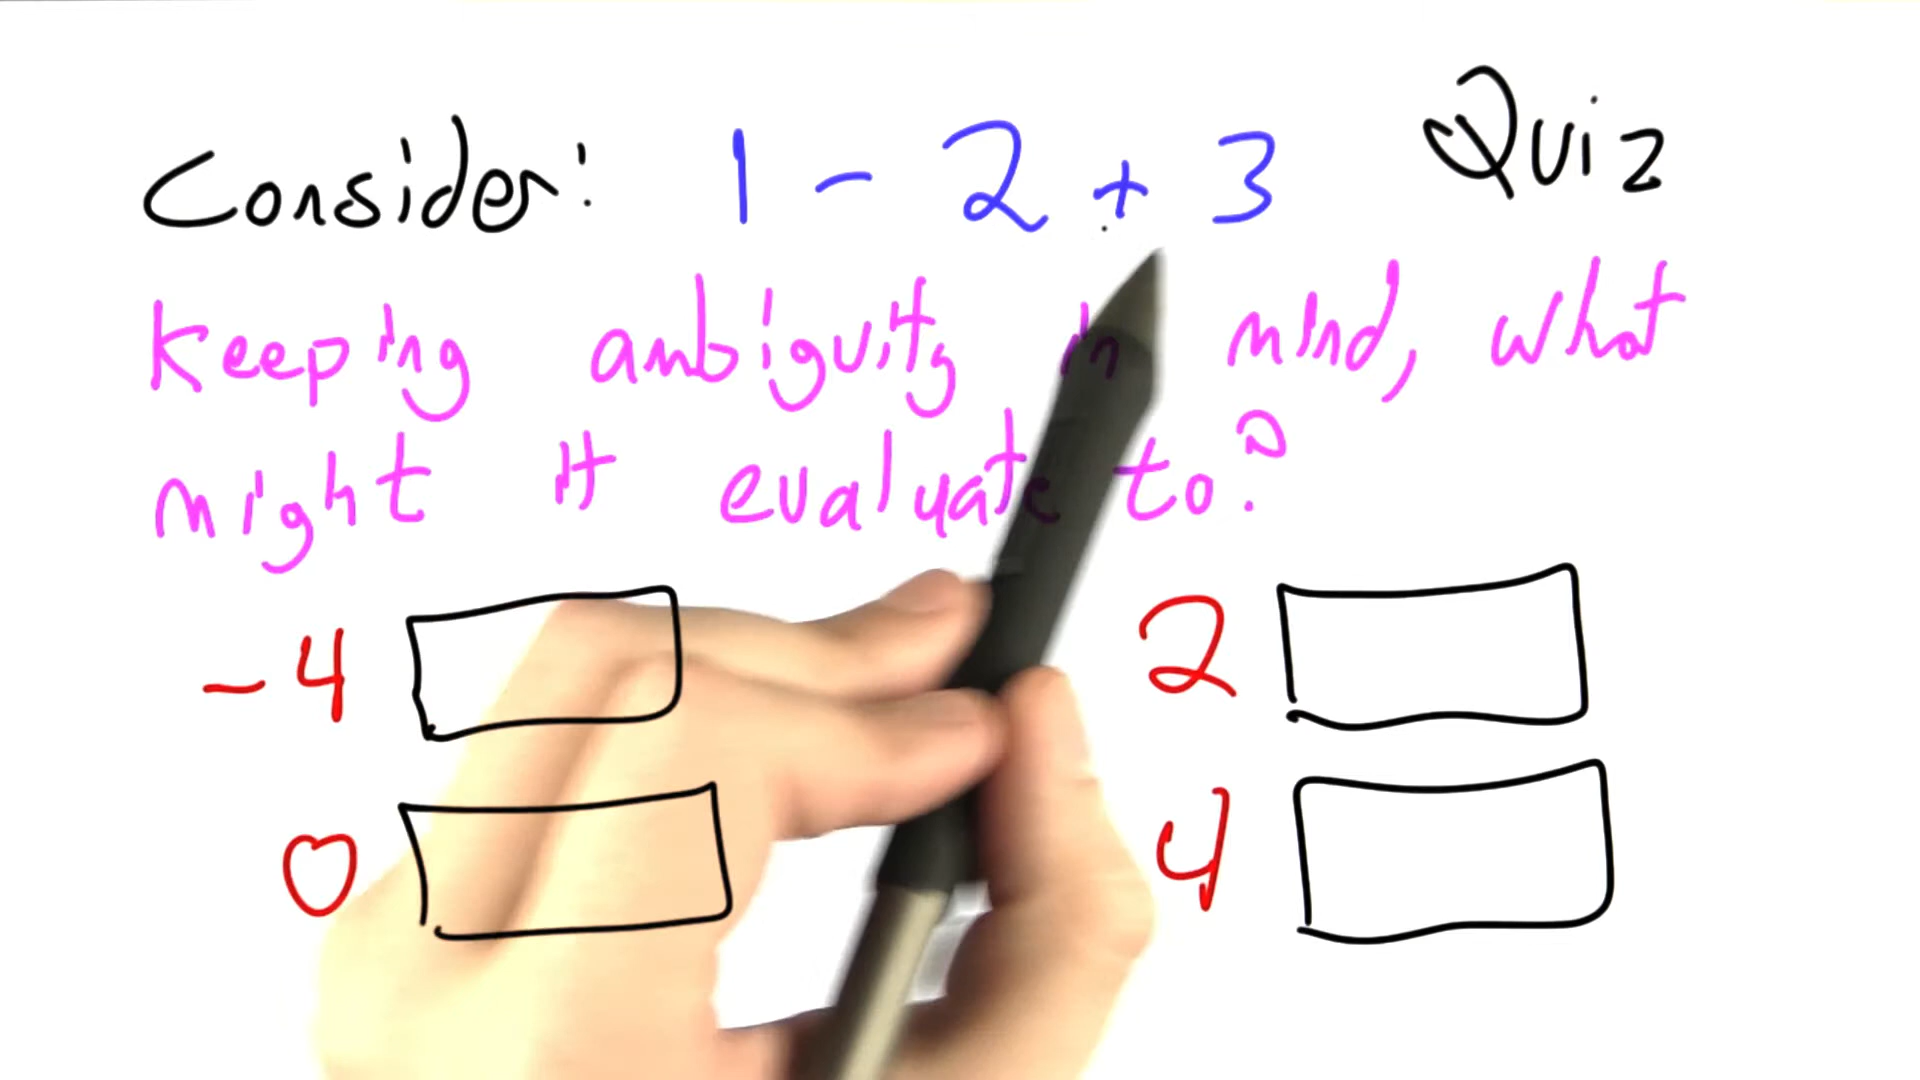 Consider: 1 - 2 + 3 Quiz
Keeping ambiguity in mind, what
might it evaluate to?
-4 2
0 4